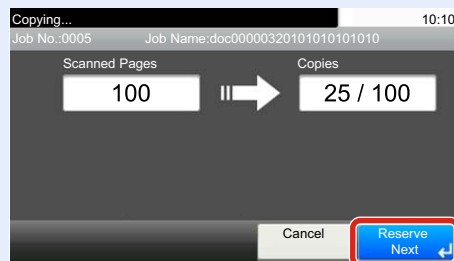 Copying... 10:10
Job No.:0005 Job Name:doc00000320101010101010
Scanned Pages Copies
100 25 / 100
Cancel Reserve
Next